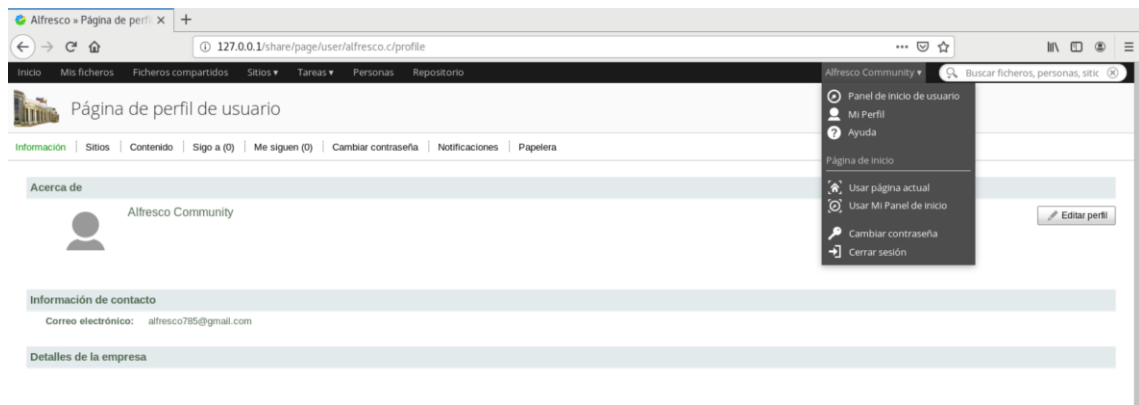 Alfresco » Página de perfi
127.0.0.1/share/page/user/alfresco.c/profile
Inicio Mis ficheros Ficheros compartidos Sitios Tareas Personas Repositorio Alfresco Community Buscar ficheros, personas, sitic
Página de perfil de usuario
Panel de inicio de usuario
Mi Perfil
Ayuda
Página de inicio
Usar página actual
Usar Mi Panel de inicio
Cambiar contraseña
Cerrar sesión
Información Sitios Contenido Sigo a (0) Me siguen (0) Cambiar contraseña Notificaciones Papelera
Acerca de
Alfresco Community
Editar perfil
Información de contacto
Correo electrónico: alfresco785@gmail.com
Detalles de la empresa